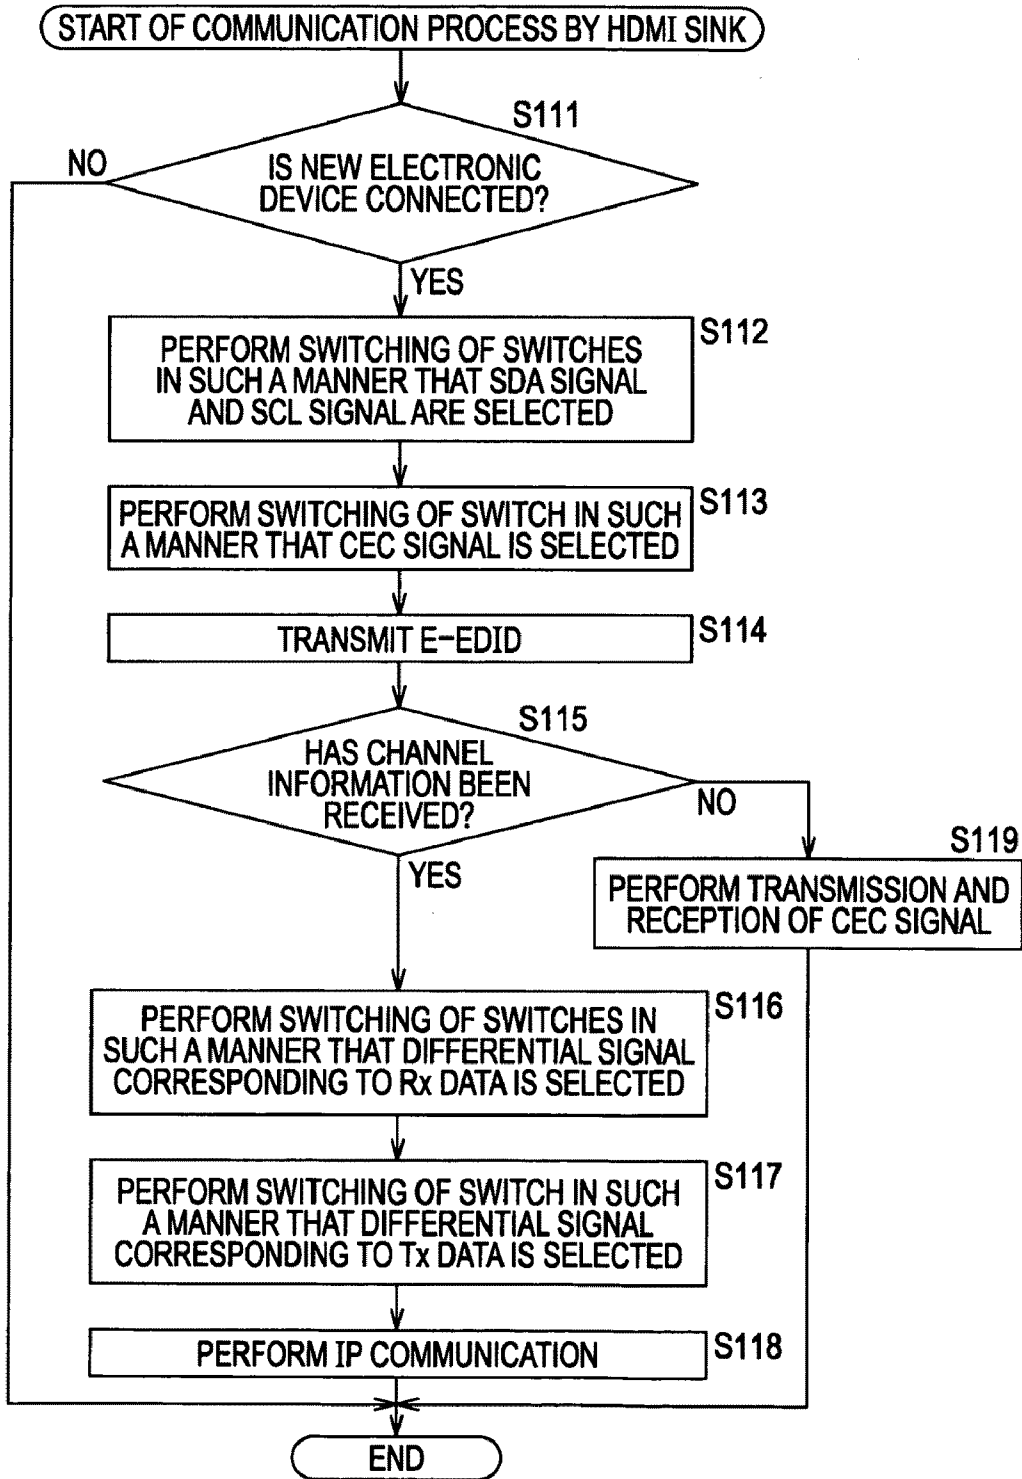 START OF COMMUNICATION PROCESS BY HDMI SINK
S111
NO
IS NEW ELECTRONIC
DEVICE CONNECTED?
YES
S112
PERFORM SWITCHING OF SWITCHES
IN SUCH A MANNER THAT SDA SIGNAL
AND SCL SIGNAL ARE SELECTED
S113
PERFORM SWITCHING OF SWITCH IN SUCH
A MANNER THAT CEC SIGNAL IS SELECTED
S114
TRANSMIT E-EDID
S115
HAS CHANNEL
INFORMATION BEEN
RECEIVED?
NO
YES
S119
PERFORM TRANSMISSION AND
RECEPTION OF CEC SIGNAL
S116
PERFORM SWITCHING OF SWITCHES IN
SUCH A MANNER THAT DIFFERENTIAL SIGNAL
CORRESPONDING TO Rx DATA IS SELECTED
S117
PERFORM SWITCHING OF SWITCH IN SUCH
A MANNER THAT DIFFERENTIAL SIGNAL
CORRESPONDING TO Tx DATA IS SELECTED
S118
PERFORM IP COMMUNICATION
END